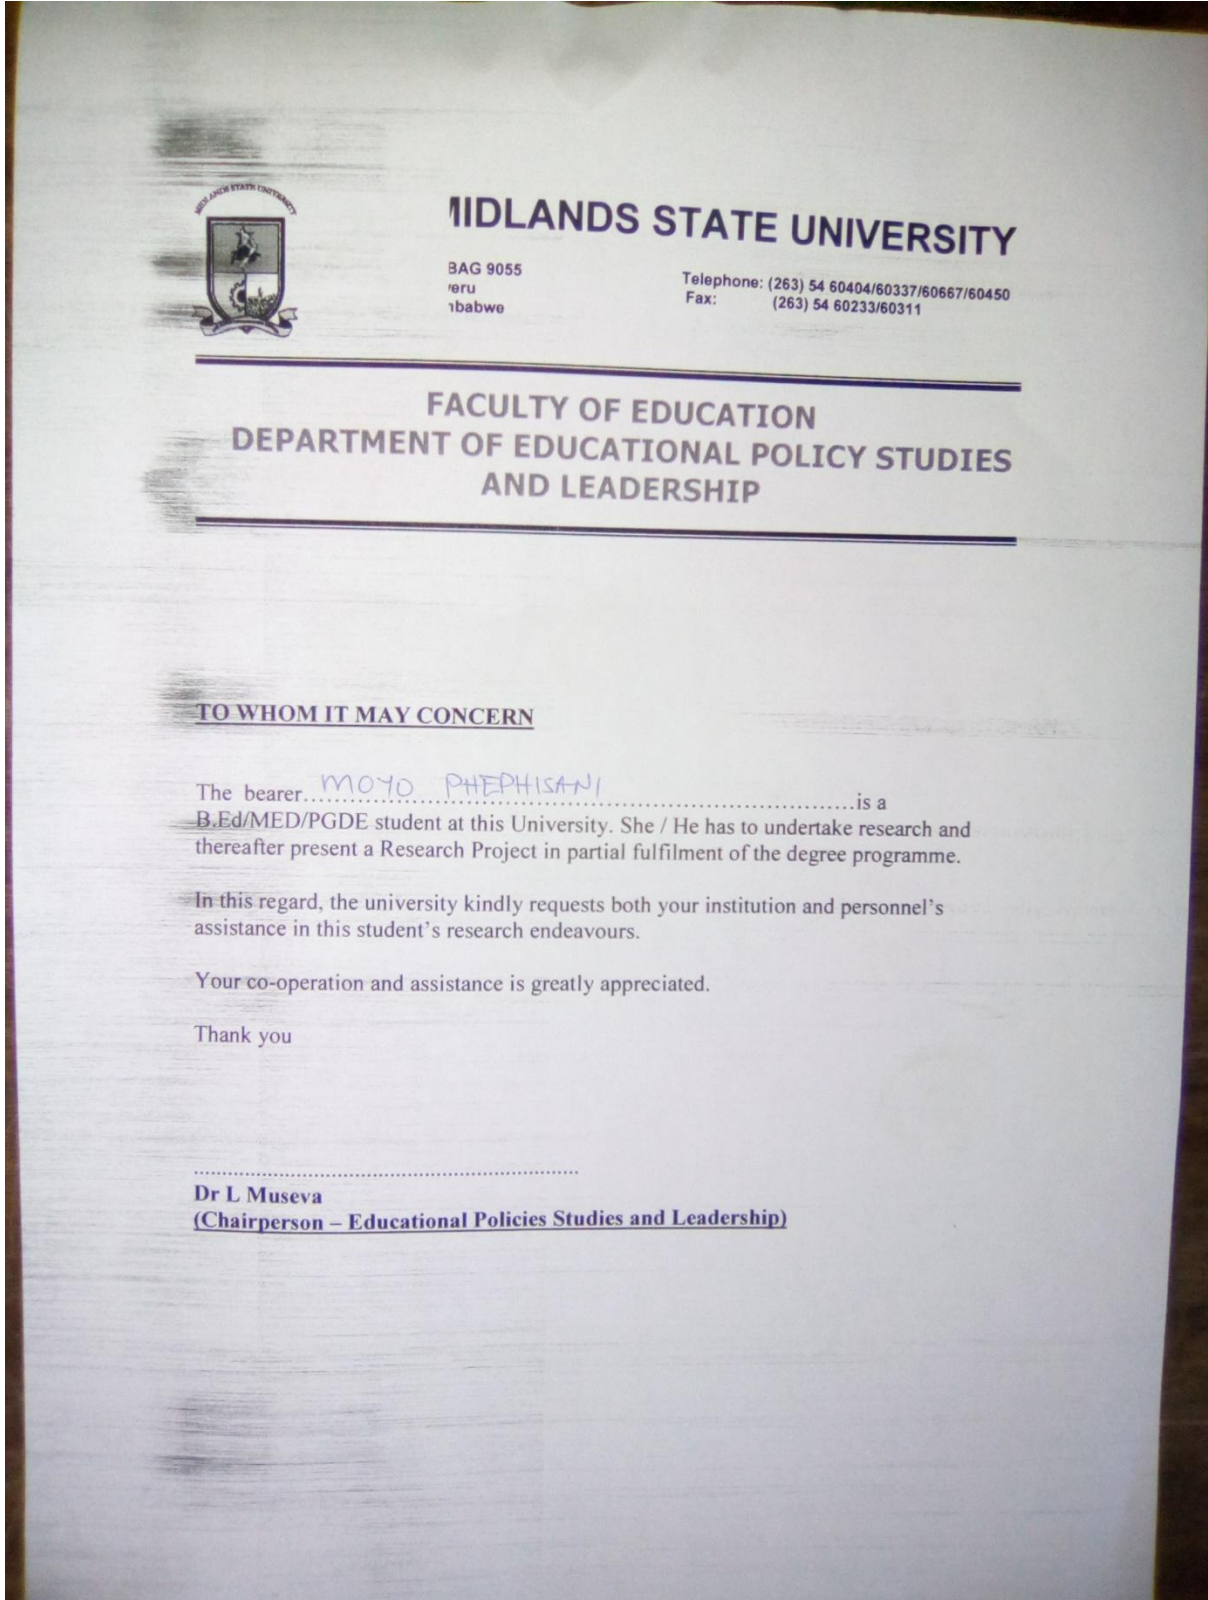 MIDLANDS STATE UNIVERSITY
IIDLANDS STATE UNIVERSITY
BAG 9055
eru
babwe
Telephone: (263) 54 60404/60337/60667/60450
Fax: (263) 54 60233/60311
FACULTY OF EDUCATION
DEPARTMENT OF EDUCATIONAL POLICY STUDIES
AND LEADERSHIP
TO WHOM IT MAY CONCERN
The bearer....MOYO PHEPHISANI....is a
B.Ed/MED/PGDE student at this University. She / He has to undertake research and
thereafter present a Research Project in partial fulfilment of the degree programme.
In this regard, the university kindly requests both your institution and personnel's
assistance in this student's research endeavours.
Your co-operation and assistance is greatly appreciated.
Thank you
Dr L Museva
(Chairperson – Educational Policies Studies and Leadership)